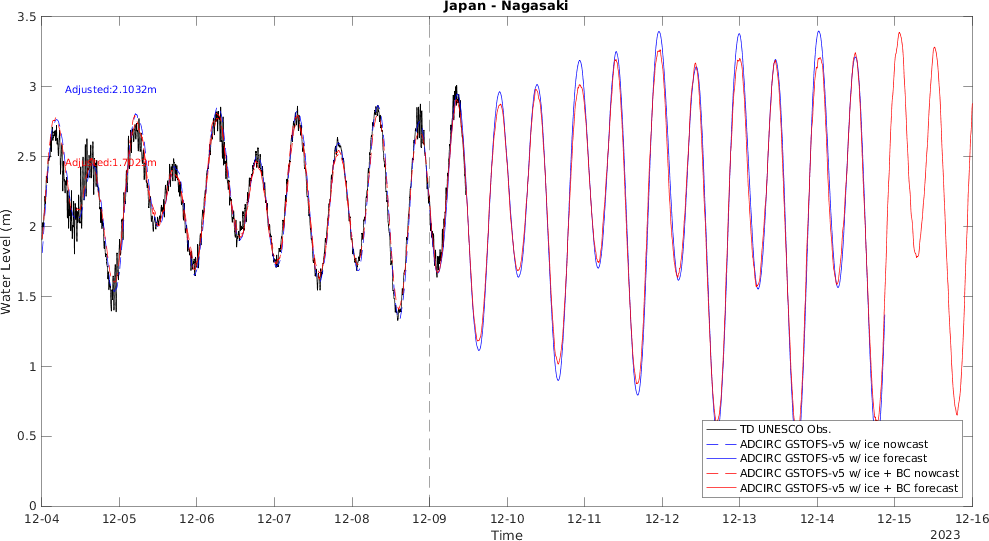 Japan - Nagasaki
3.5
3
2.5
2
1.5
1
0.5
0
Water Level (m)
Adjusted:2.1032m
TD UNESCO Obs.
ADCIRC GSTOFS-v5 w/ ice nowcast
ADCIRC GSTOFS-v5 w/ ice forecast
ADCIRC GSTOFS-v5 w/ ice + BC nowcast
ADCIRC GSTOFS-v5 w/ ice + BC forecast
12-04 12-05 12-06 12-07 12-08 12-09 12-10 12-11 12-12 12-13 12-14 12-15 12-16
Time
2023